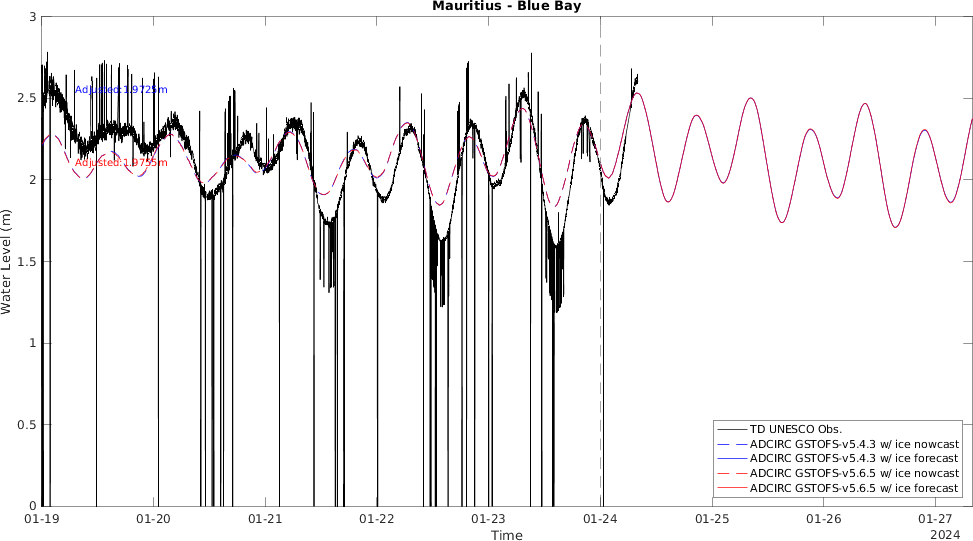 Mauritius - Blue Bay
3
2.5
2
1.5
1
0.5
0
Water Level (m)
Adjusted:1.9725m
Adjusted:1.9755m
TD UNESCO Obs.
ADCIRC GSTOFS-v5.4.3 w/ ice nowcast
ADCIRC GSTOFS-v5.4.3 w/ ice forecast
ADCIRC GSTOFS-v5.6.5 w/ ice nowcast
ADCIRC GSTOFS-v5.6.5 w/ ice forecast
01-19 01-20 01-21 01-22 01-23 01-24 01-25 01-26 01-27
Time
2024